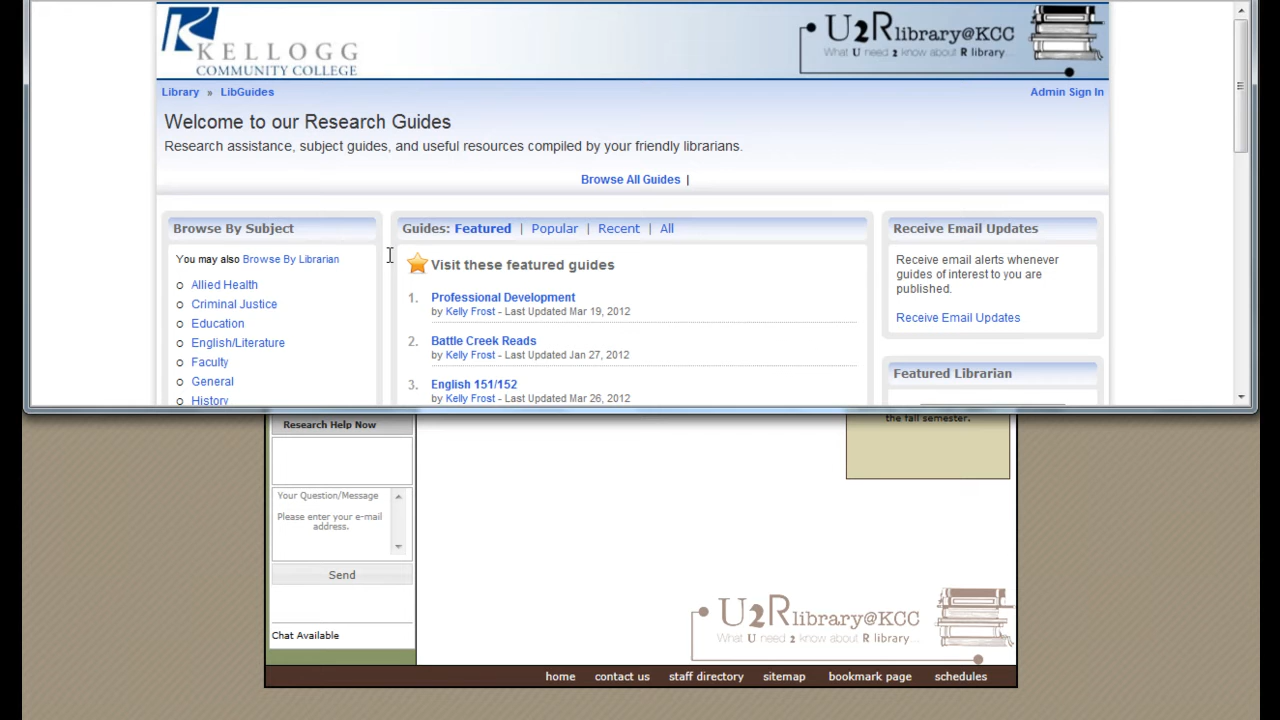 KELLOGG
COMMUNITY COLLEGE
U2Rlibrary@KCC
What U need 2 know about R library...
Library » LibGuides
Admin Sign In
Welcome to our Research Guides
Research assistance, subject guides, and useful resources compiled by your friendly librarians.
Browse All Guides |
Browse By Subject
You may also Browse By Librarian
Allied Health
Criminal Justice
Education
English/Literature
Faculty
General
History
Guides: Featured | Popular | Recent | All
Visit these featured guides
1. Professional Development
by Kelly Frost - Last Updated Mar 19, 2012
2. Battle Creek Reads
by Kelly Frost - Last Updated Jan 27, 2012
3. English 151/152
by Kelly Frost - Last Updated Mar 26, 2012
Receive Email Updates
Receive email alerts whenever
guides of interest to you are
published.
Receive Email Updates
Featured Librarian
the fall semester.
Research Help Now
Your Question/Message
Please enter your e-mail
address.
Send
Chat Available
U2Rlibrary@KCC
What U need 2 know about R library...
home contact us staff directory sitemap bookmark page schedules